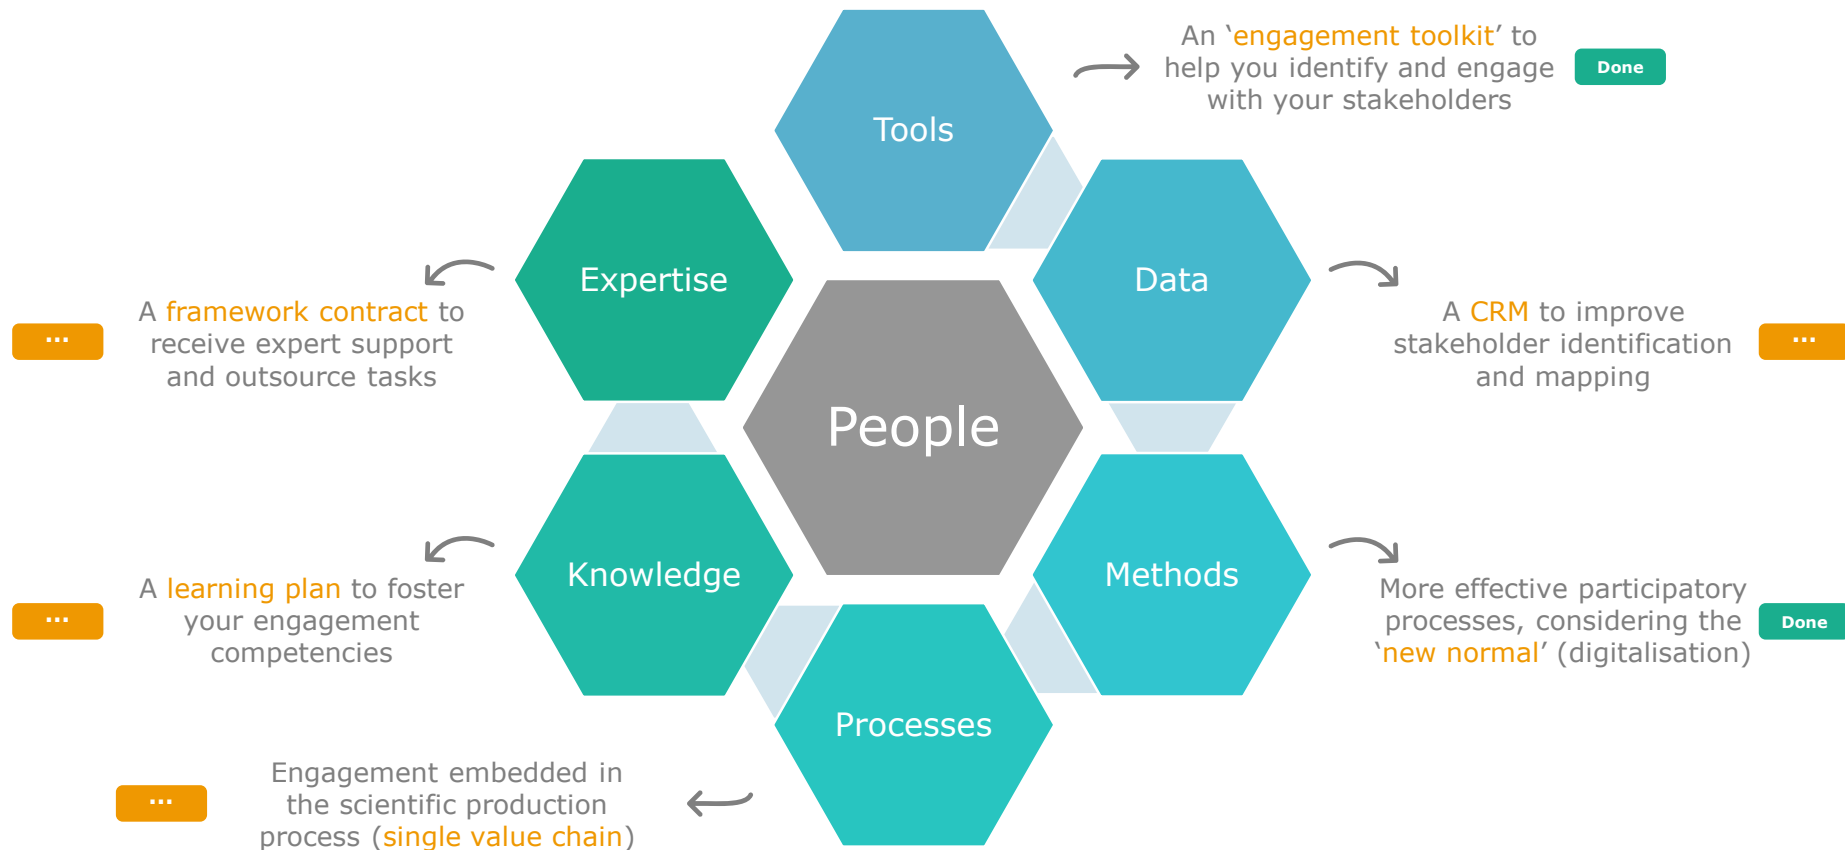 Tools
An ‘engagement toolkit’ to
help you identify and engage
with your stakeholders
Done
Expertise
Data
A framework contract to
receive expert support
and outsource tasks
...
A CRM to improve
stakeholder identification
and mapping
...
People
Knowledge
Methods
A learning plan to foster
your engagement
competencies
...
More effective participatory
processes, considering the
‘new normal’ (digitalisation)
Done
Processes
Engagement embedded in
the scientific production
process (single value chain)
...